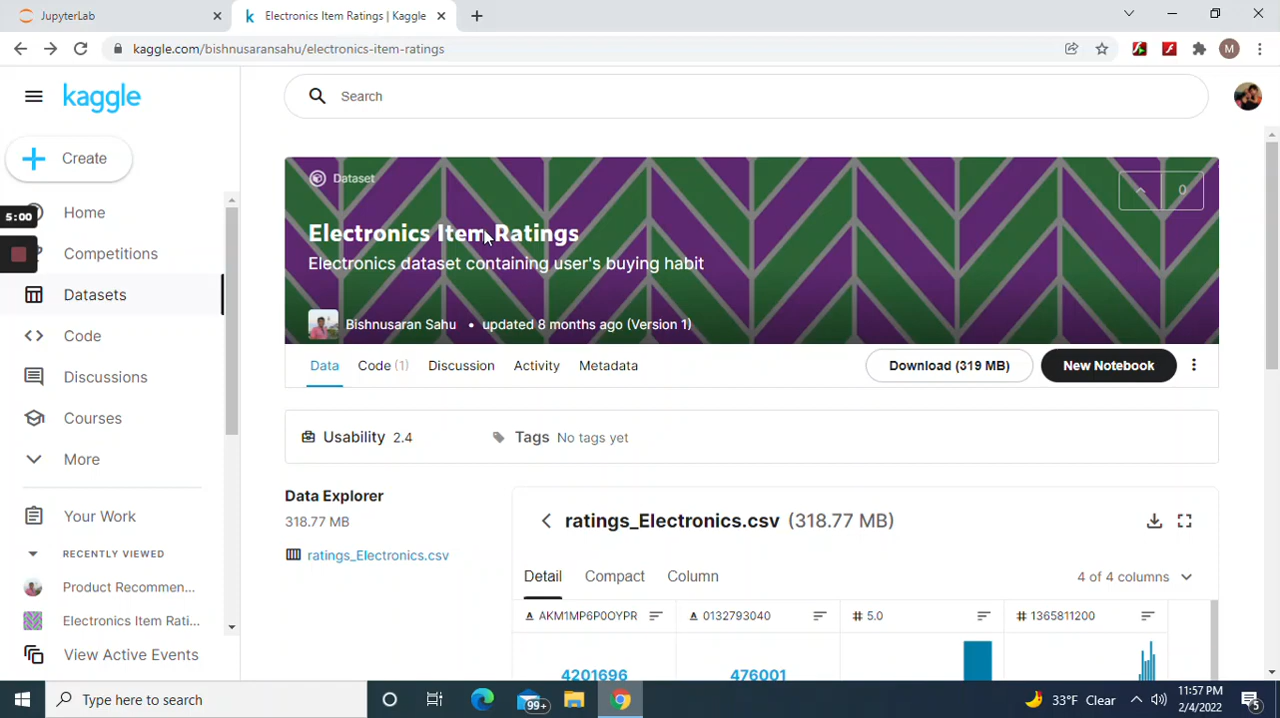 JupyterLab
Electronics Item Ratings | Kaggle
kaggle.com/bishnusaransahu/electronics-item-ratings
M
kaggle
Search
Create
5:00
Home
Competitions
Datasets
Code
Discussions
Courses
More
Your Work
RECENTLY VIEWED
Product Recommen...
Electronics Item Rati...
View Active Events
Dataset
0
Electronics Item Ratings
Electronics dataset containing user's buying habit
Bishnusaran Sahu • updated 8 months ago (Version 1)
Data Code (1) Discussion Activity Metadata Download (319 MB) New Notebook
Usability 2.4 Tags No tags yet
Data Explorer
318.77 MB
ratings_Electronics.csv
ratings_Electronics.csv (318.77 MB)
Detail Compact Column 4 of 4 columns
AKM1MP6P0OYPR 0132793040 # 5.0 # 1365811200
4201696 476001
Type here to search
99+
33°F Clear
11:57 PM
2/4/2022
5